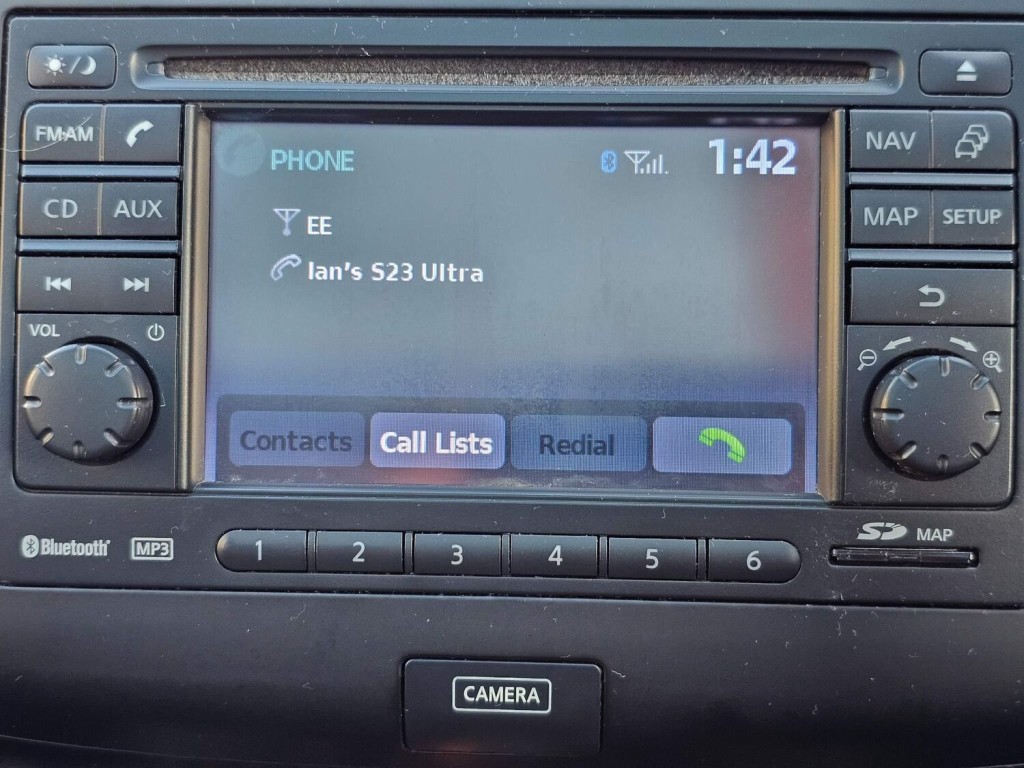 FM·AM
CD
AUX
VOL
PHONE
1:42
EE
Ian's S23 Ultra
Contacts
Call Lists
Redial
NAV
MAP
SETUP
Bluetooth®
MP3
1
2
3
4
5
6
SD
MAP
CAMERA